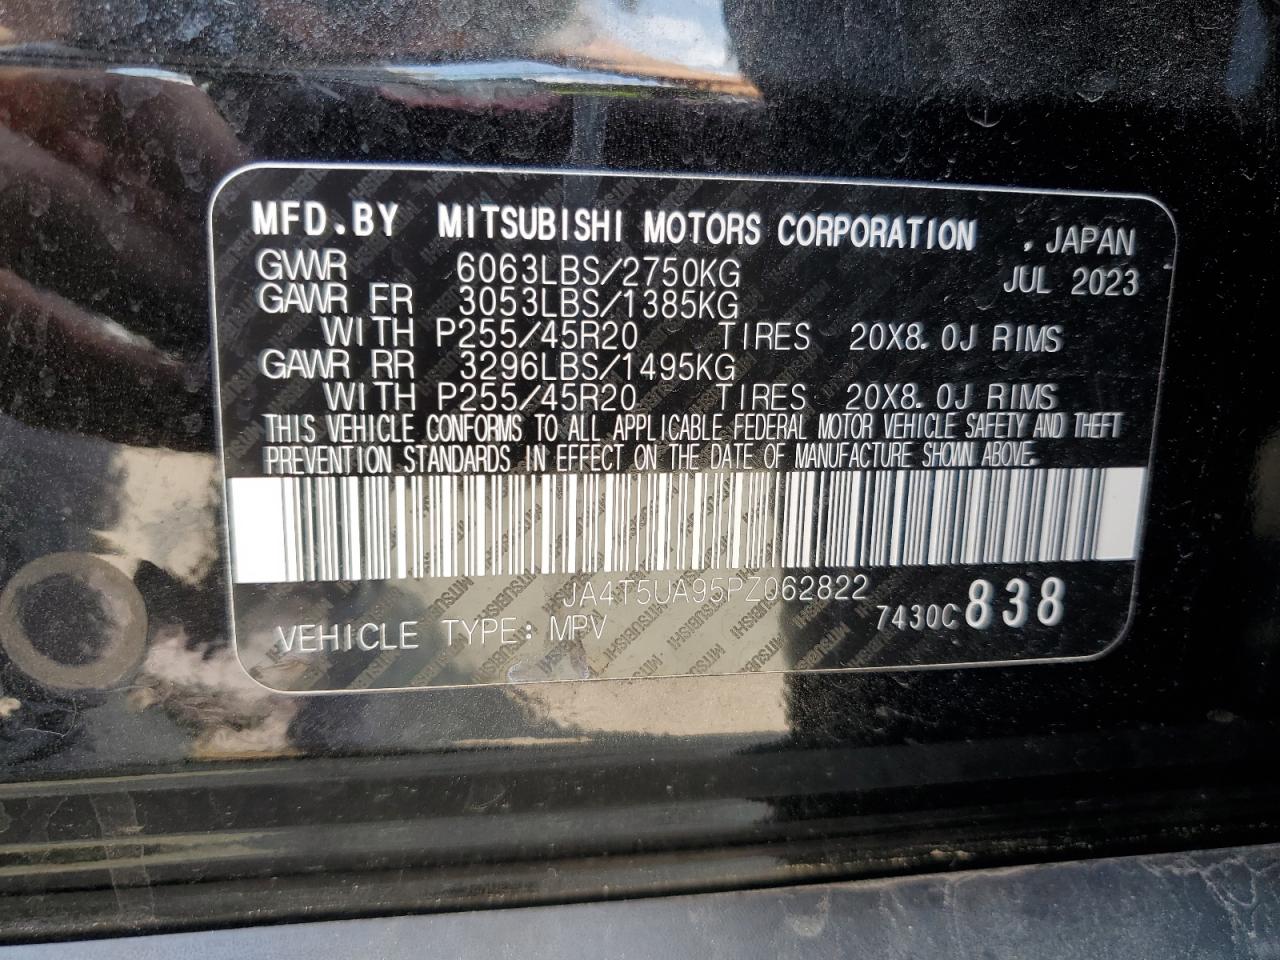 MFD.BY MITSUBISHI MOTORS CORPORATION . JAPAN
GVWR 6063LBS/2750KG JUL 2023
GAWR FR 3053LBS/1385KG
WITH P255/45R20 TIRES 20X8.0J RIMS
GAWR RR 3296LBS/1495KG
WITH P255/45R20 TIRES 20X8.0J RIMS
THIS VEHICLE CONFORMS TO ALL APPLICABLE FEDERAL MOTOR VEHICLE SAFETY AND THEFT
PREVENTION STANDARDS IN EFFECT ON THE DATE OF MANUFACTURE SHOWN ABOVE.
JA4T5UA95PZ062822
7430C 838
VEHICLE TYPE: MPV